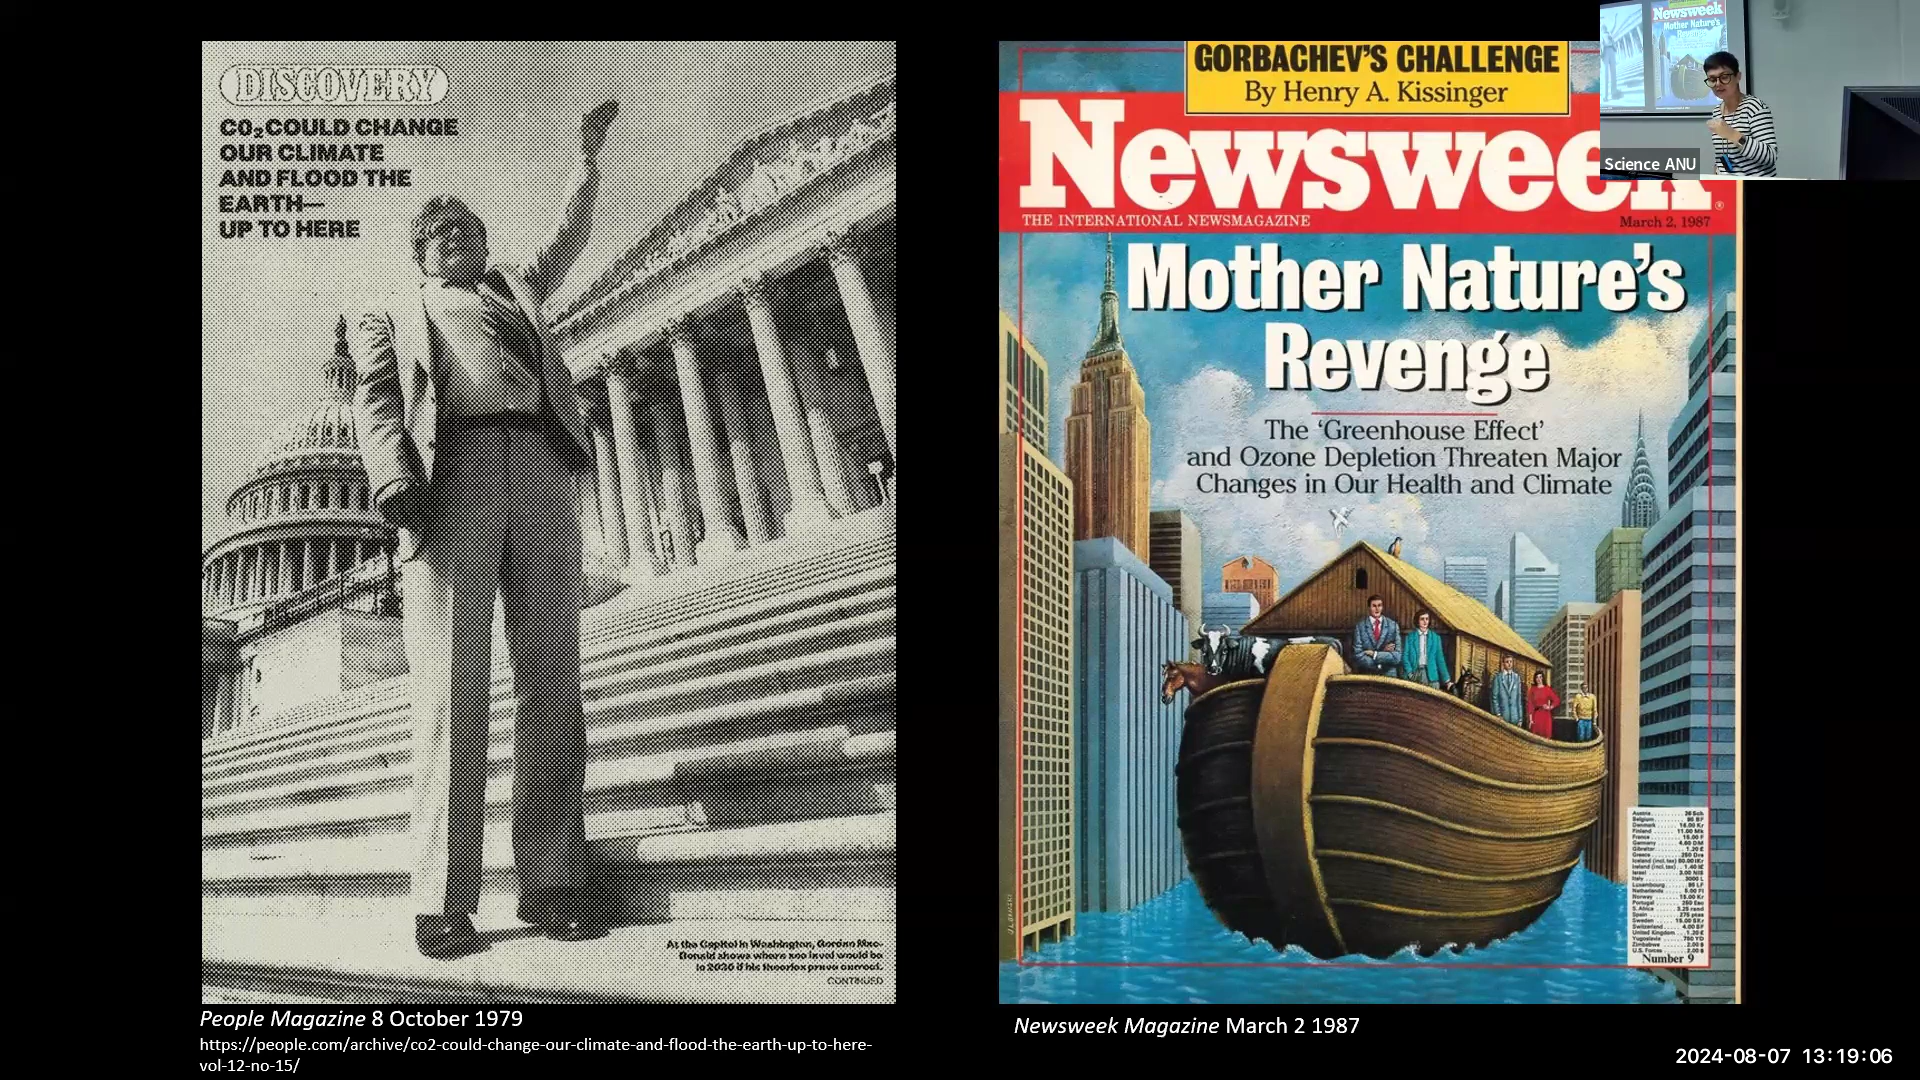 DISCOVERY
CO₂ COULD CHANGE
OUR CLIMATE
AND FLOOD THE
EARTH—
UP TO HERE
At the Capitol in Washington, Gordon Mac-
Donald shows where sea level would be
in 2030 if his theories prove correct.
CONTINUED
People Magazine 8 October 1979
https://people.com/archive/co2-could-change-our-climate-and-flood-the-earth-up-to-here-
vol-12-no-15/
GORBACHEV'S CHALLENGE
By Henry A. Kissinger
Newsweek
THE INTERNATIONAL NEWSMAGAZINE
March 2, 1987
Mother Nature's
Revenge
The 'Greenhouse Effect'
and Ozone Depletion Threaten Major
Changes in Our Health and Climate
Number 9
Newsweek Magazine March 2 1987
Newsweek
Mother Nature's
Revenge
Science ANU
2024-08-07 13:19:06